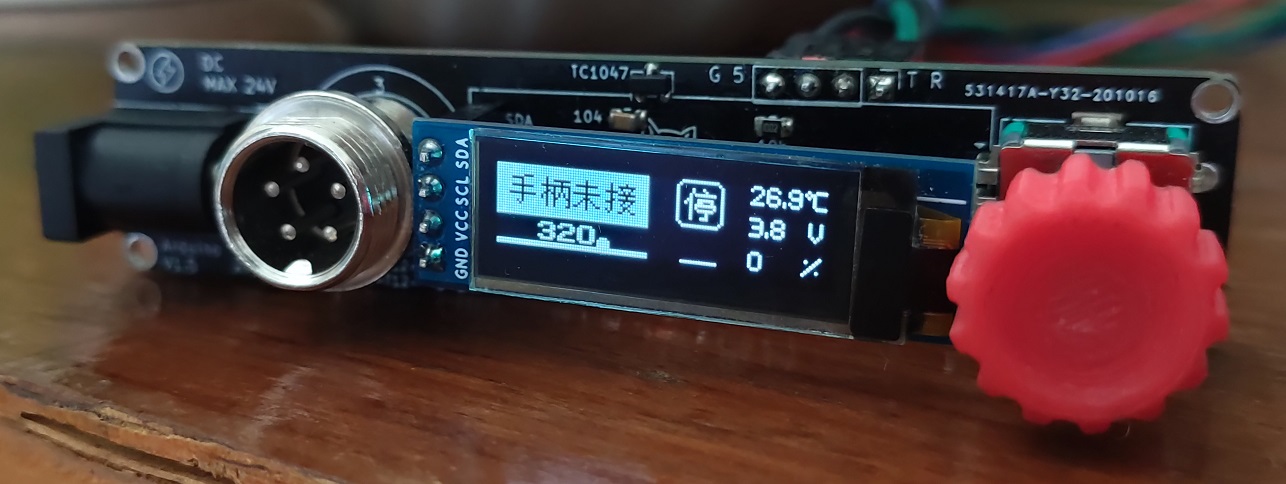 DC
MAX 24V
3
TC1047
G 5
T R
531417A-Y32-201016
SDA
104
GND VCC SCL SDA
手柄未接
320
停
26.9℃
3.8 V
0 %